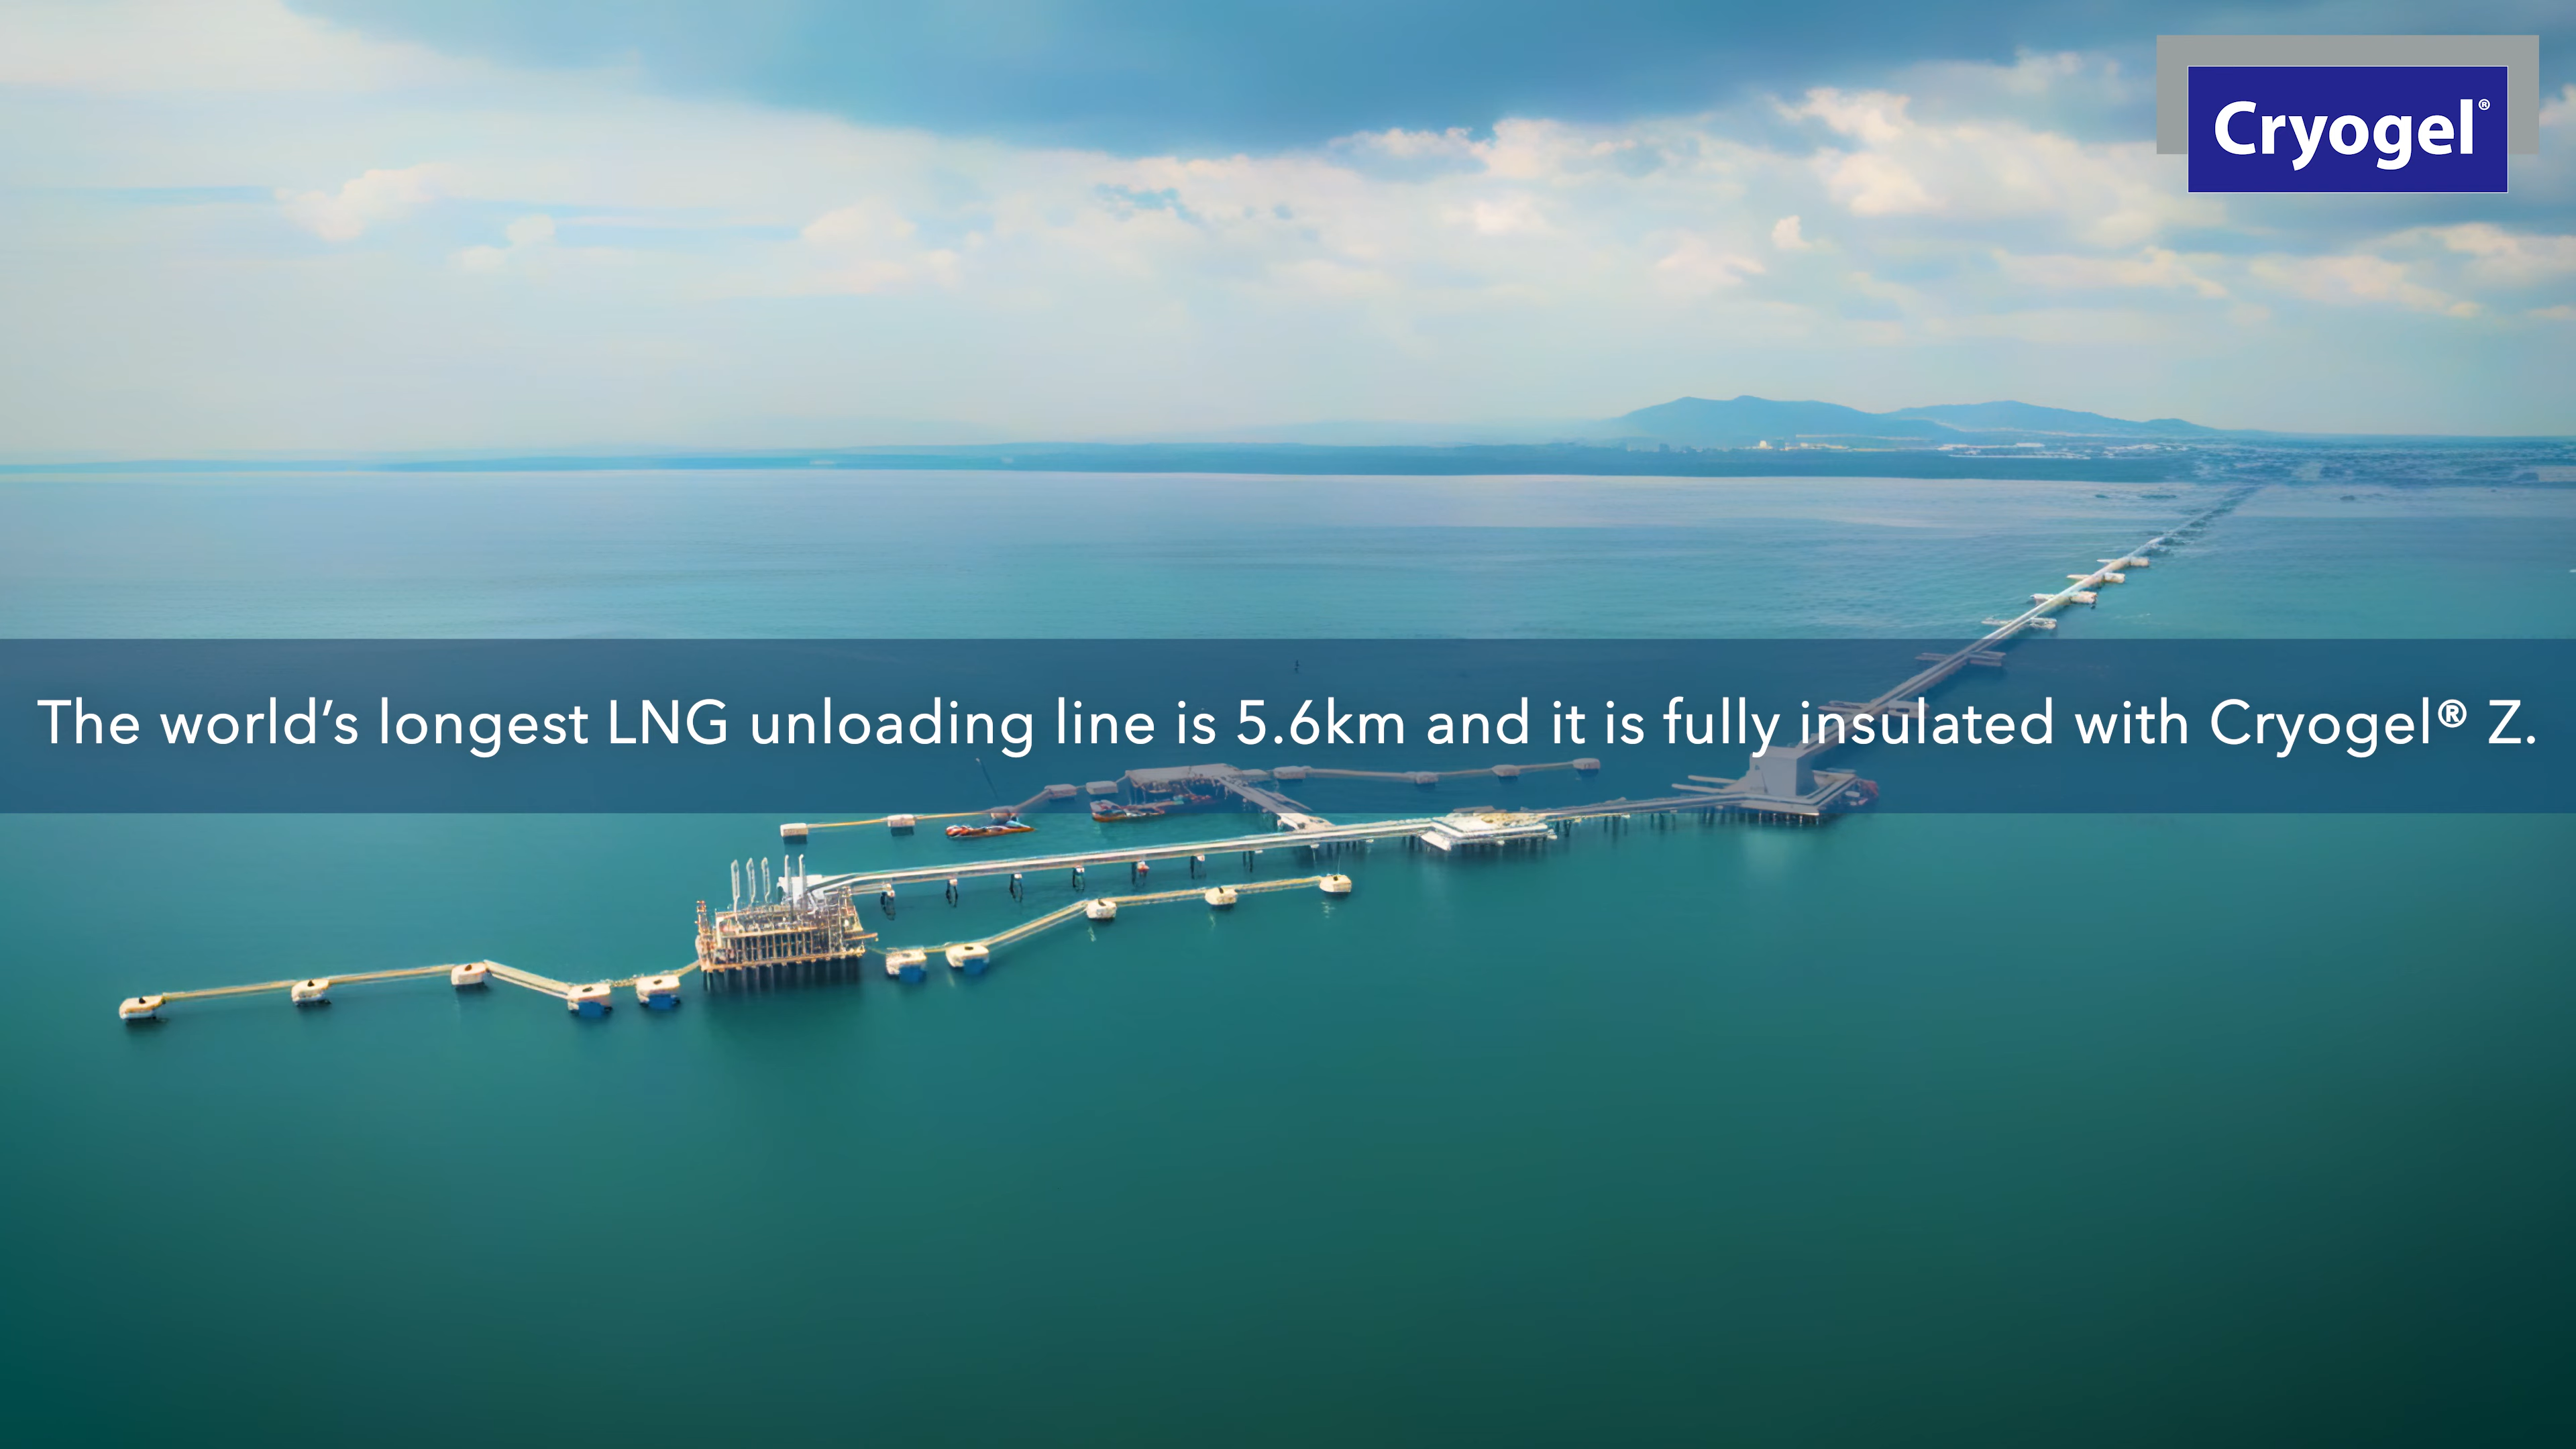 Cryogel®
The world’s longest LNG unloading line is 5.6km and it is fully insulated with Cryogel® Z.